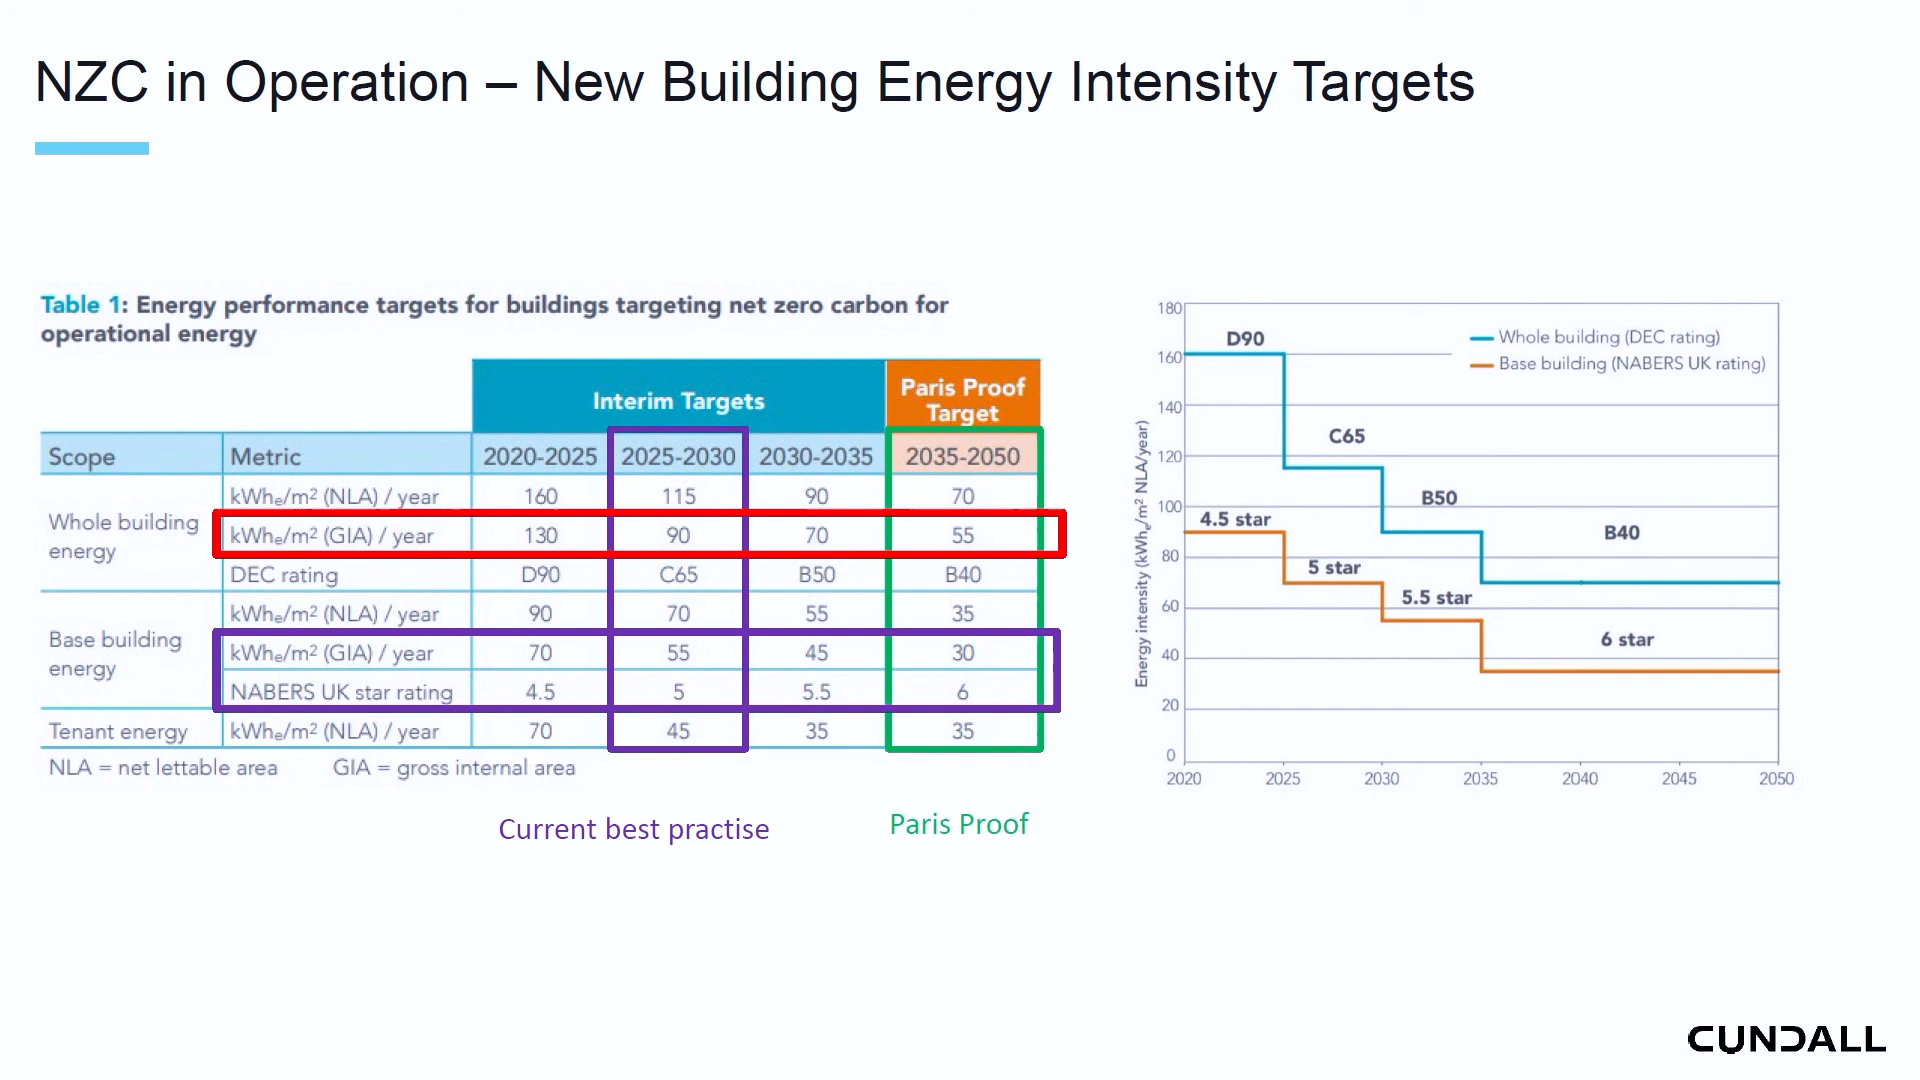 NZC in Operation – New Building Energy Intensity Targets
Table 1: Energy performance targets for buildings targeting net zero carbon for
operational energy
Interim Targets
Paris Proof
Target
Scope Metric 2020-2025 2025-2030 2030-2035 2035-2050
Whole building
energy
kWhₑ/m² (NLA) / year 160 115 90 70
kWhₑ/m² (GIA) / year 130 90 70 55
DEC rating D90 C65 B50 B40
Base building
energy
kWhₑ/m² (NLA) / year 90 70 55 35
kWhₑ/m² (GIA) / year 70 55 45 30
NABERS UK star rating 4.5 5 5.5 6
Tenant energy kWhₑ/m² (NLA) / year 70 45 35 35
NLA = net lettable area GIA = gross internal area
Current best practise
Paris Proof
Energy intensity (kWhₑ/m² NLA/year)
180
160
140
120
100
80
60
40
20
0
2020 2025 2030 2035 2040 2045 2050
Whole building (DEC rating)
Base building (NABERS UK rating)
D90
C65
B50
B40
4.5 star
5 star
5.5 star
6 star
CUNDALL